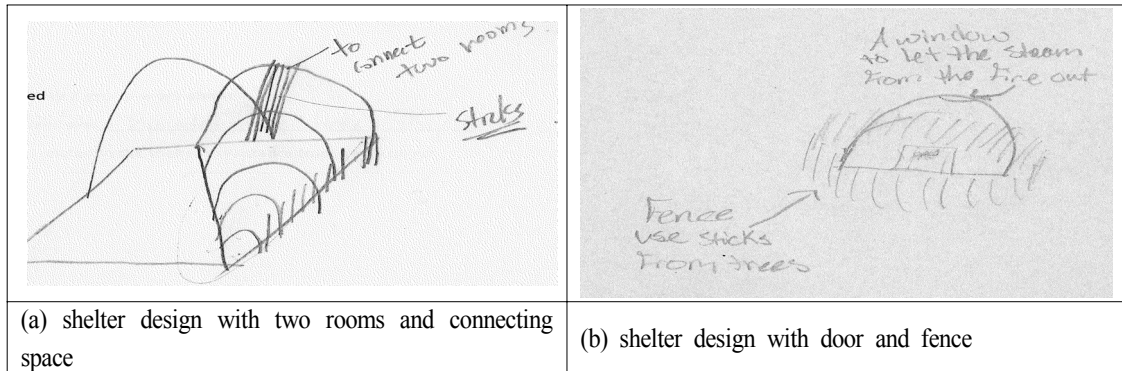 ed
to
connect
two rooms
sticks
A window
to let the steam
from the fire out
Fence
use sticks
from trees
(a) shelter design with two rooms and connecting
space
(b) shelter design with door and fence